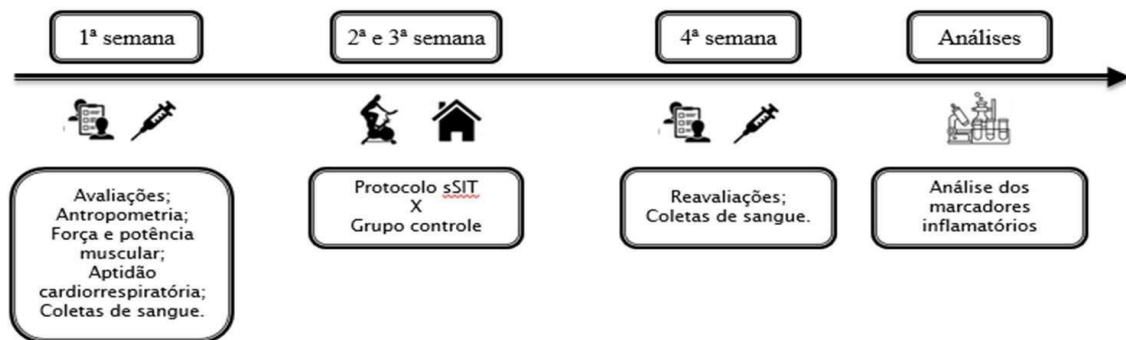 1ª semana
2ª e 3ª semana
4ª semana
Análises
Avaliações;
Antropometria;
Força e potência
muscular;
Aptidão
cardiorrespiratória;
Coletas de sangue.
Protocolo sSIT
X
Grupo controle
Reavaliações;
Coletas de sangue.
Análise dos
marcadores
inflamatórios